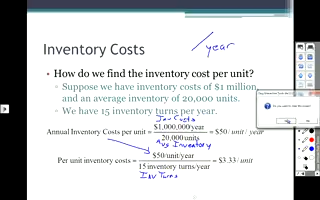 /year
Inventory Costs
• How do we find the inventory cost per unit?
Suppose we have inventory costs of $1 million, and an average inventory of 20,000 units.
We have 15 inventory turns per year.
Inv Costs
Annual Inventory Costs per unit = $1,000,000/year / 20,000 units = $50/unit/year
Avg Inventory
Per unit inventory costs = $50/unit/year / 15 inventory turns/year = $3.33/unit
Inv Turns